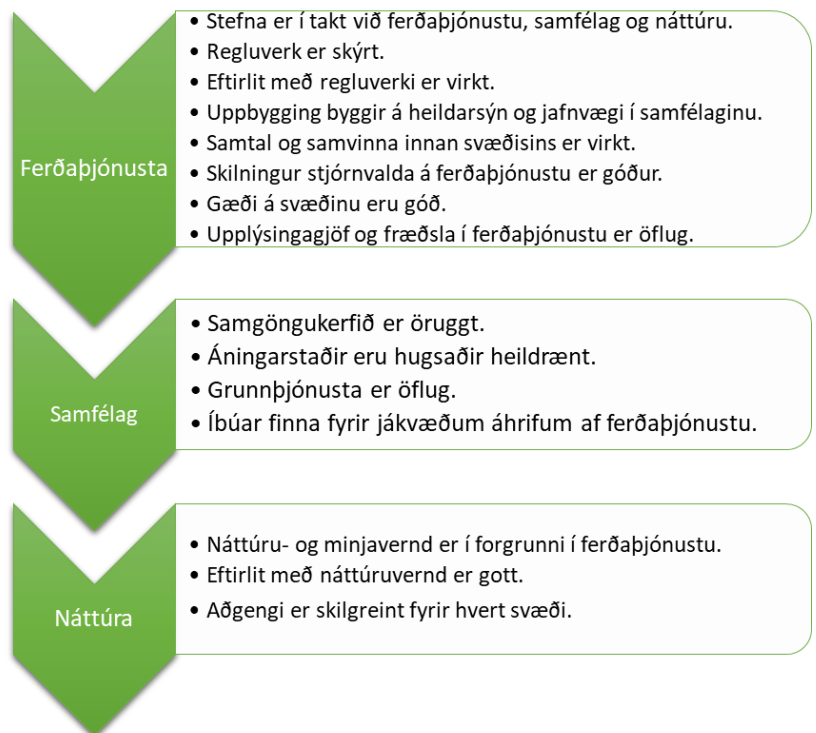 Ferðaþjónusta
• Stefna er í takt við ferðaþjónustu, samfélag og náttúru.
• Regluverk er skýrt.
• Eftirlit með regluverki er virkt.
• Uppbygging byggir á heildarsýn og jafnvægi í samfélaginu.
• Samtal og samvinna innan svæðisins er virkt.
• Skilningur stjórnvalda á ferðaþjónustu er góður.
• Gæði á svæðinu eru góð.
• Upplýsingagjöf og fræðsla í ferðaþjónustu er öflug.
Samfélag
• Samgöngukerfið er öruggt.
• Áningarstaðir eru hugsaðir heildrænt.
• Grunnþjónusta er öflug.
• Íbúar finna fyrir jákvæðum áhrifum af ferðaþjónustu.
Náttúra
• Náttúru- og minjavernd er í forgrunni í ferðaþjónustu.
• Eftirlit með náttúruvernd er gott.
• Aðgengi er skilgreint fyrir hvert svæði.